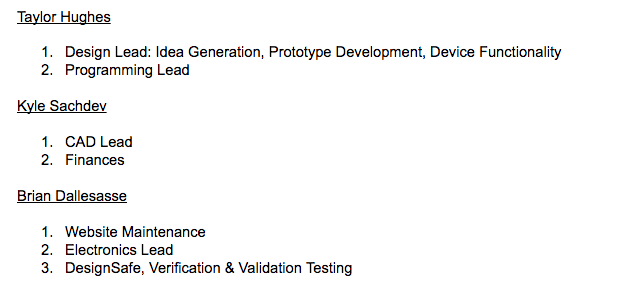 Taylor Hughes
1. Design Lead: Idea Generation, Prototype Development, Device Functionality
2. Programming Lead
Kyle Sachdev
1. CAD Lead
2. Finances
Brian Dallesasse
1. Website Maintenance
2. Electronics Lead
3. DesignSafe, Verification & Validation Testing